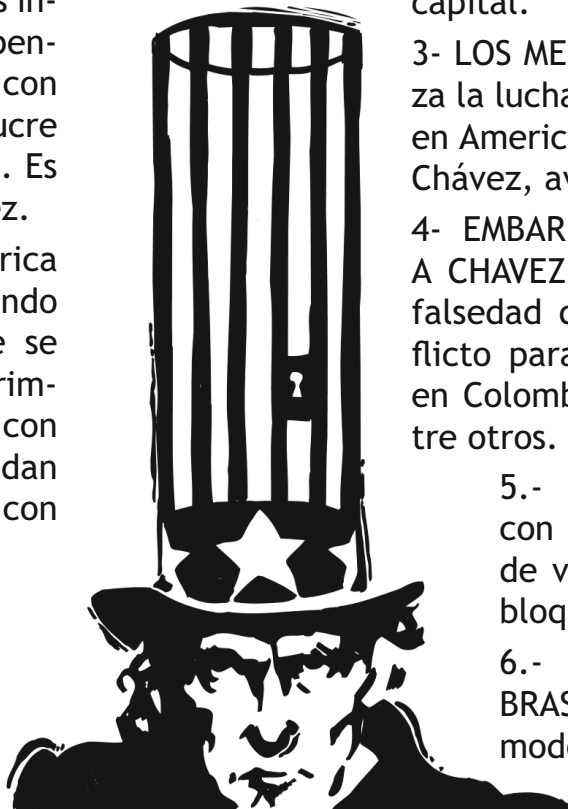 s in-
pen-
con
ucre
. Es
ez.
rica
ndo
e se
rim-
con
dan
con
capital.
3- LOS ME
za la lucha
en Americ
Chávez, av
4- EMBAR
A CHAVEZ
falsedad
flicto para
en Colomb
tre otros.
5.-
con
de v
bloq
6.-
BRAS
mode